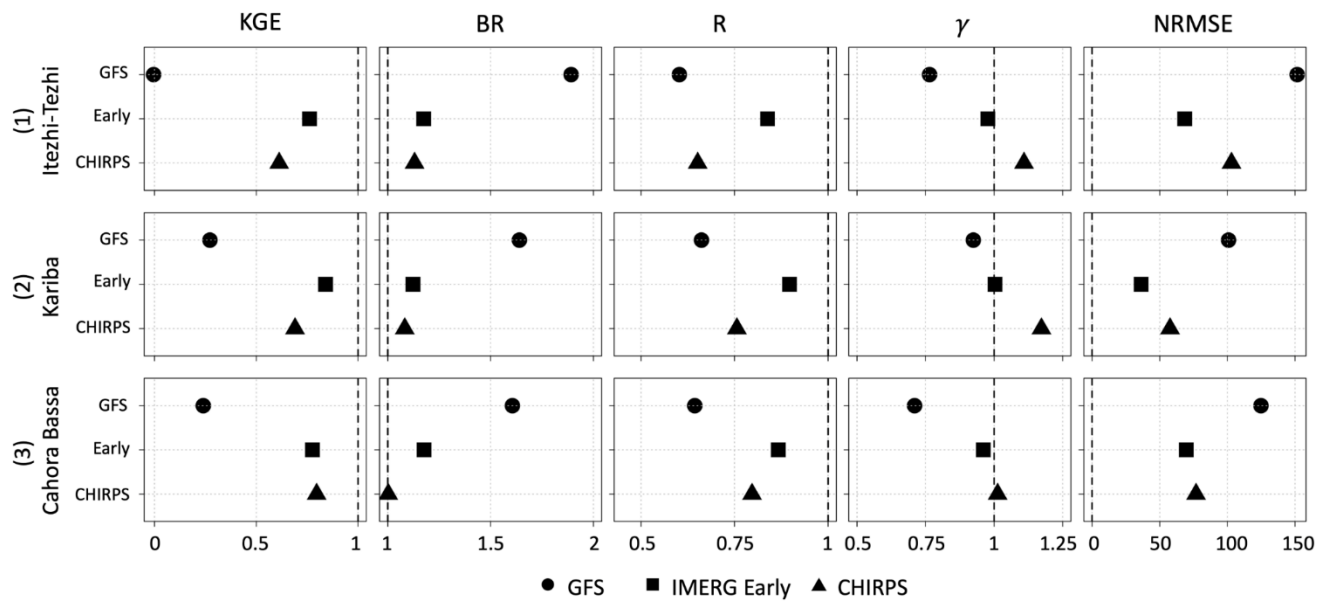 KGE BR R γ NRMSE
(1)
Itezhi-Tezhi
GFS
Early
CHIRPS
(2)
Kariba
GFS
Early
CHIRPS
(3)
Cahora Bassa
GFS
Early
CHIRPS
0 0.5 1 1 1.5 2 0.5 0.75 1 0.5 0.75 1 1.25 0 50 100 150
GFS IMERG Early CHIRPS